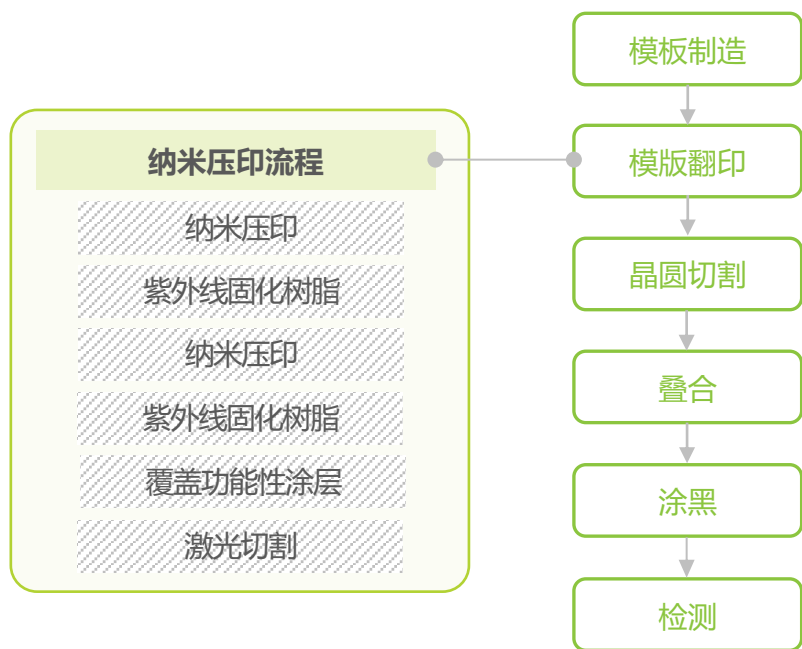 纳米压印流程
纳米压印
紫外线固化树脂
纳米压印
紫外线固化树脂
覆盖功能性涂层
激光切割
模板制造
模版翻印
晶圆切割
叠合
涂黑
检测